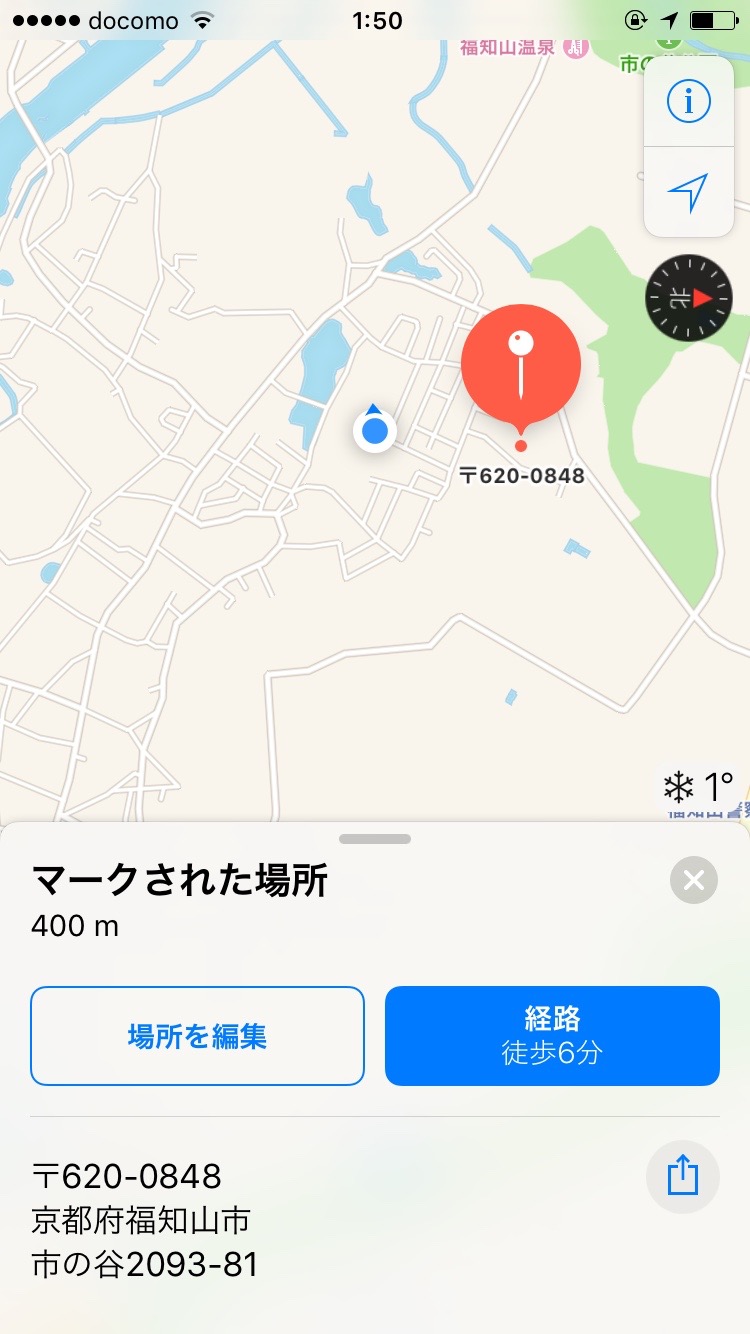 docomo
1:50
福知山温泉
市の
北
〒620-0848
1°
マークされた場所
400 m
場所を編集
経路
徒歩6分
〒620-0848
京都府福知山市
市の谷2093-81